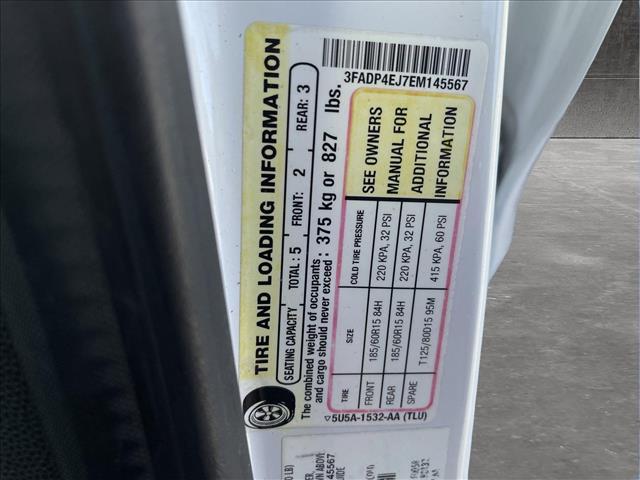 TIRE AND LOADING INFORMATION
SEATING CAPACITY TOTAL: 5 FRONT: 2 REAR: 3
The combined weight of occupants and cargo should never exceed: 375 kg or 827 lbs.
TIRE SIZE COLD TIRE PRESSURE
FRONT 185/60R15 84H 220 KPA, 32 PSI
REAR 185/60R15 84H 220 KPA, 32 PSI
SPARE T125/80D15 95M 415 KPA, 60 PSI
SEE OWNERS
MANUAL FOR
ADDITIONAL
INFORMATION
5U5A-1532-AA (TLU)
3FADP4EJ7EM145567